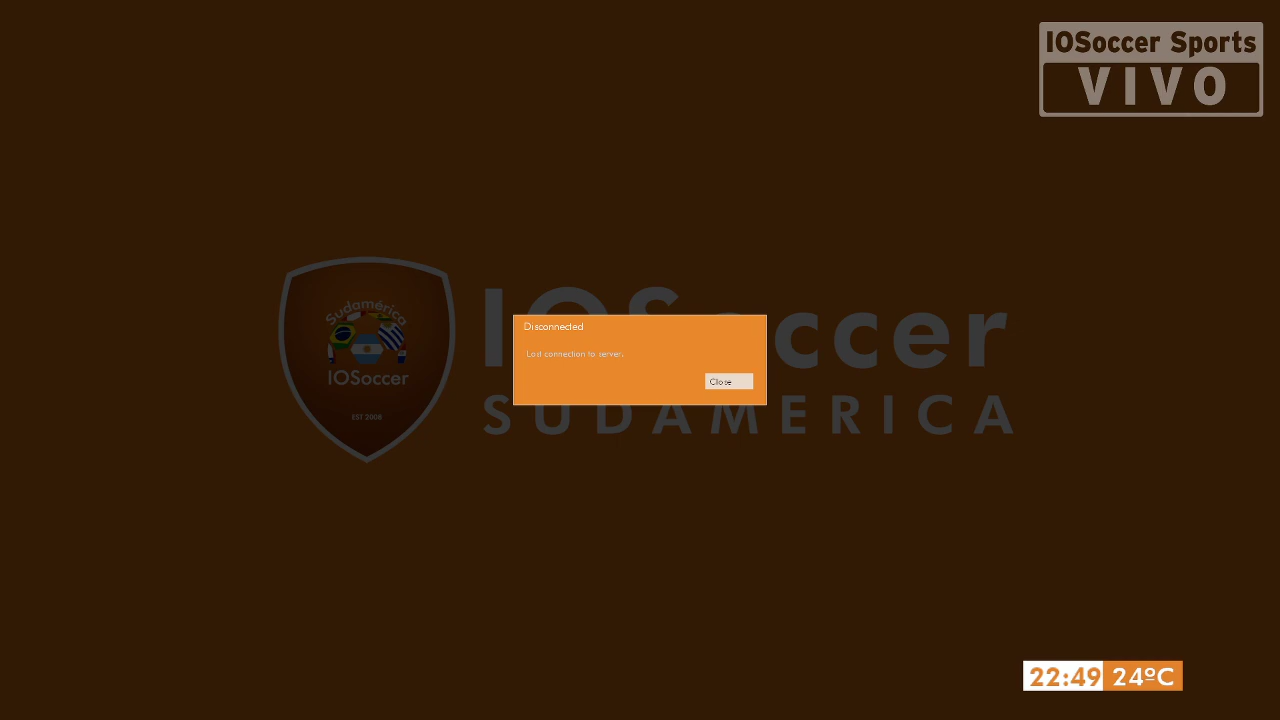 IOSoccer Sports
VIVO
Sudamérica
IOSoccer
EST 2008
IOSoccer
SUDAMERICA
Disconnected
Lost connection to server.
Close
22:49 24ºC